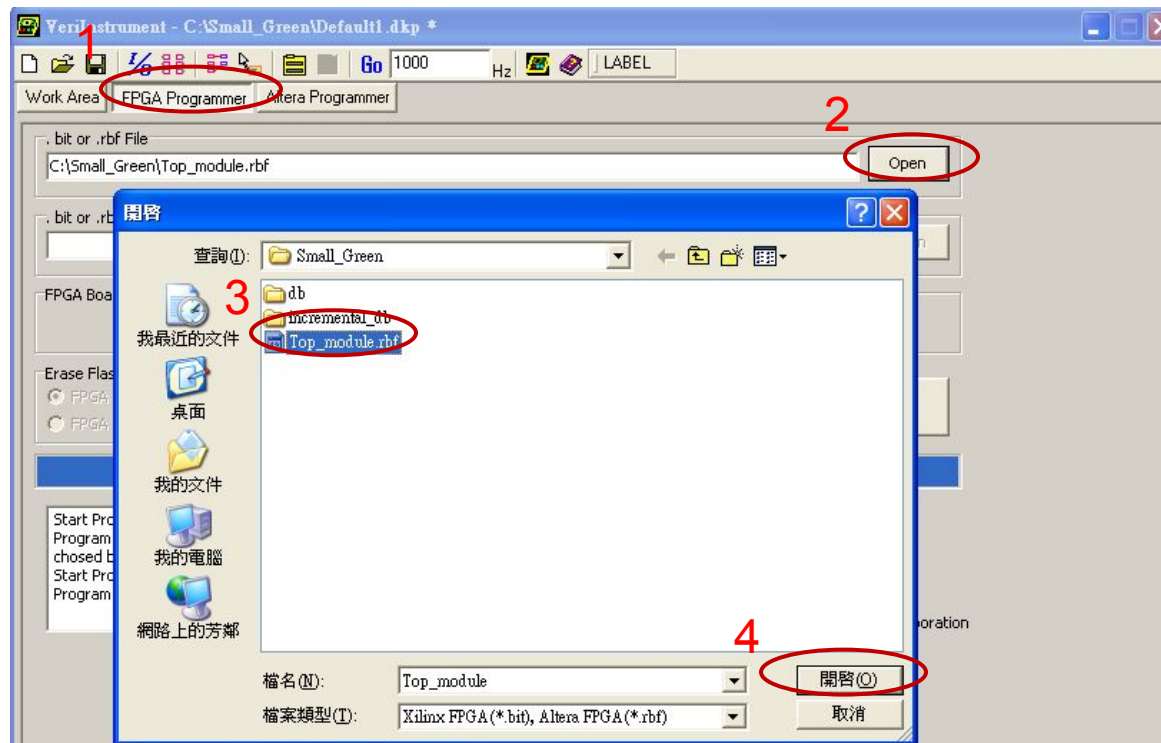 VeriInstrument - C:\Small_Green\Default1.dkp *
1
I/O Go 1000 Hz LABEL
Work Area FPGA Programmer Altera Programmer
2
. bit or .rbf File
C:\Small_Green\Top_module.rbf Open
開啓
. bit or .rb
查詢(I): Small_Green
FPGA Boa
3
db
incremental_db
Top_module.rbf
我最近的文件
Erase Flas
FPGA
FPGA
桌面
我的文件
Start Pro
Program
chosed b
Start Pro
Program
我的電腦
網路上的芳鄰
oration
4
檔名(N): Top_module 開啓(O)
檔案類型(T): Xilinx FPGA(*.bit), Altera FPGA(*.rbf) 取消